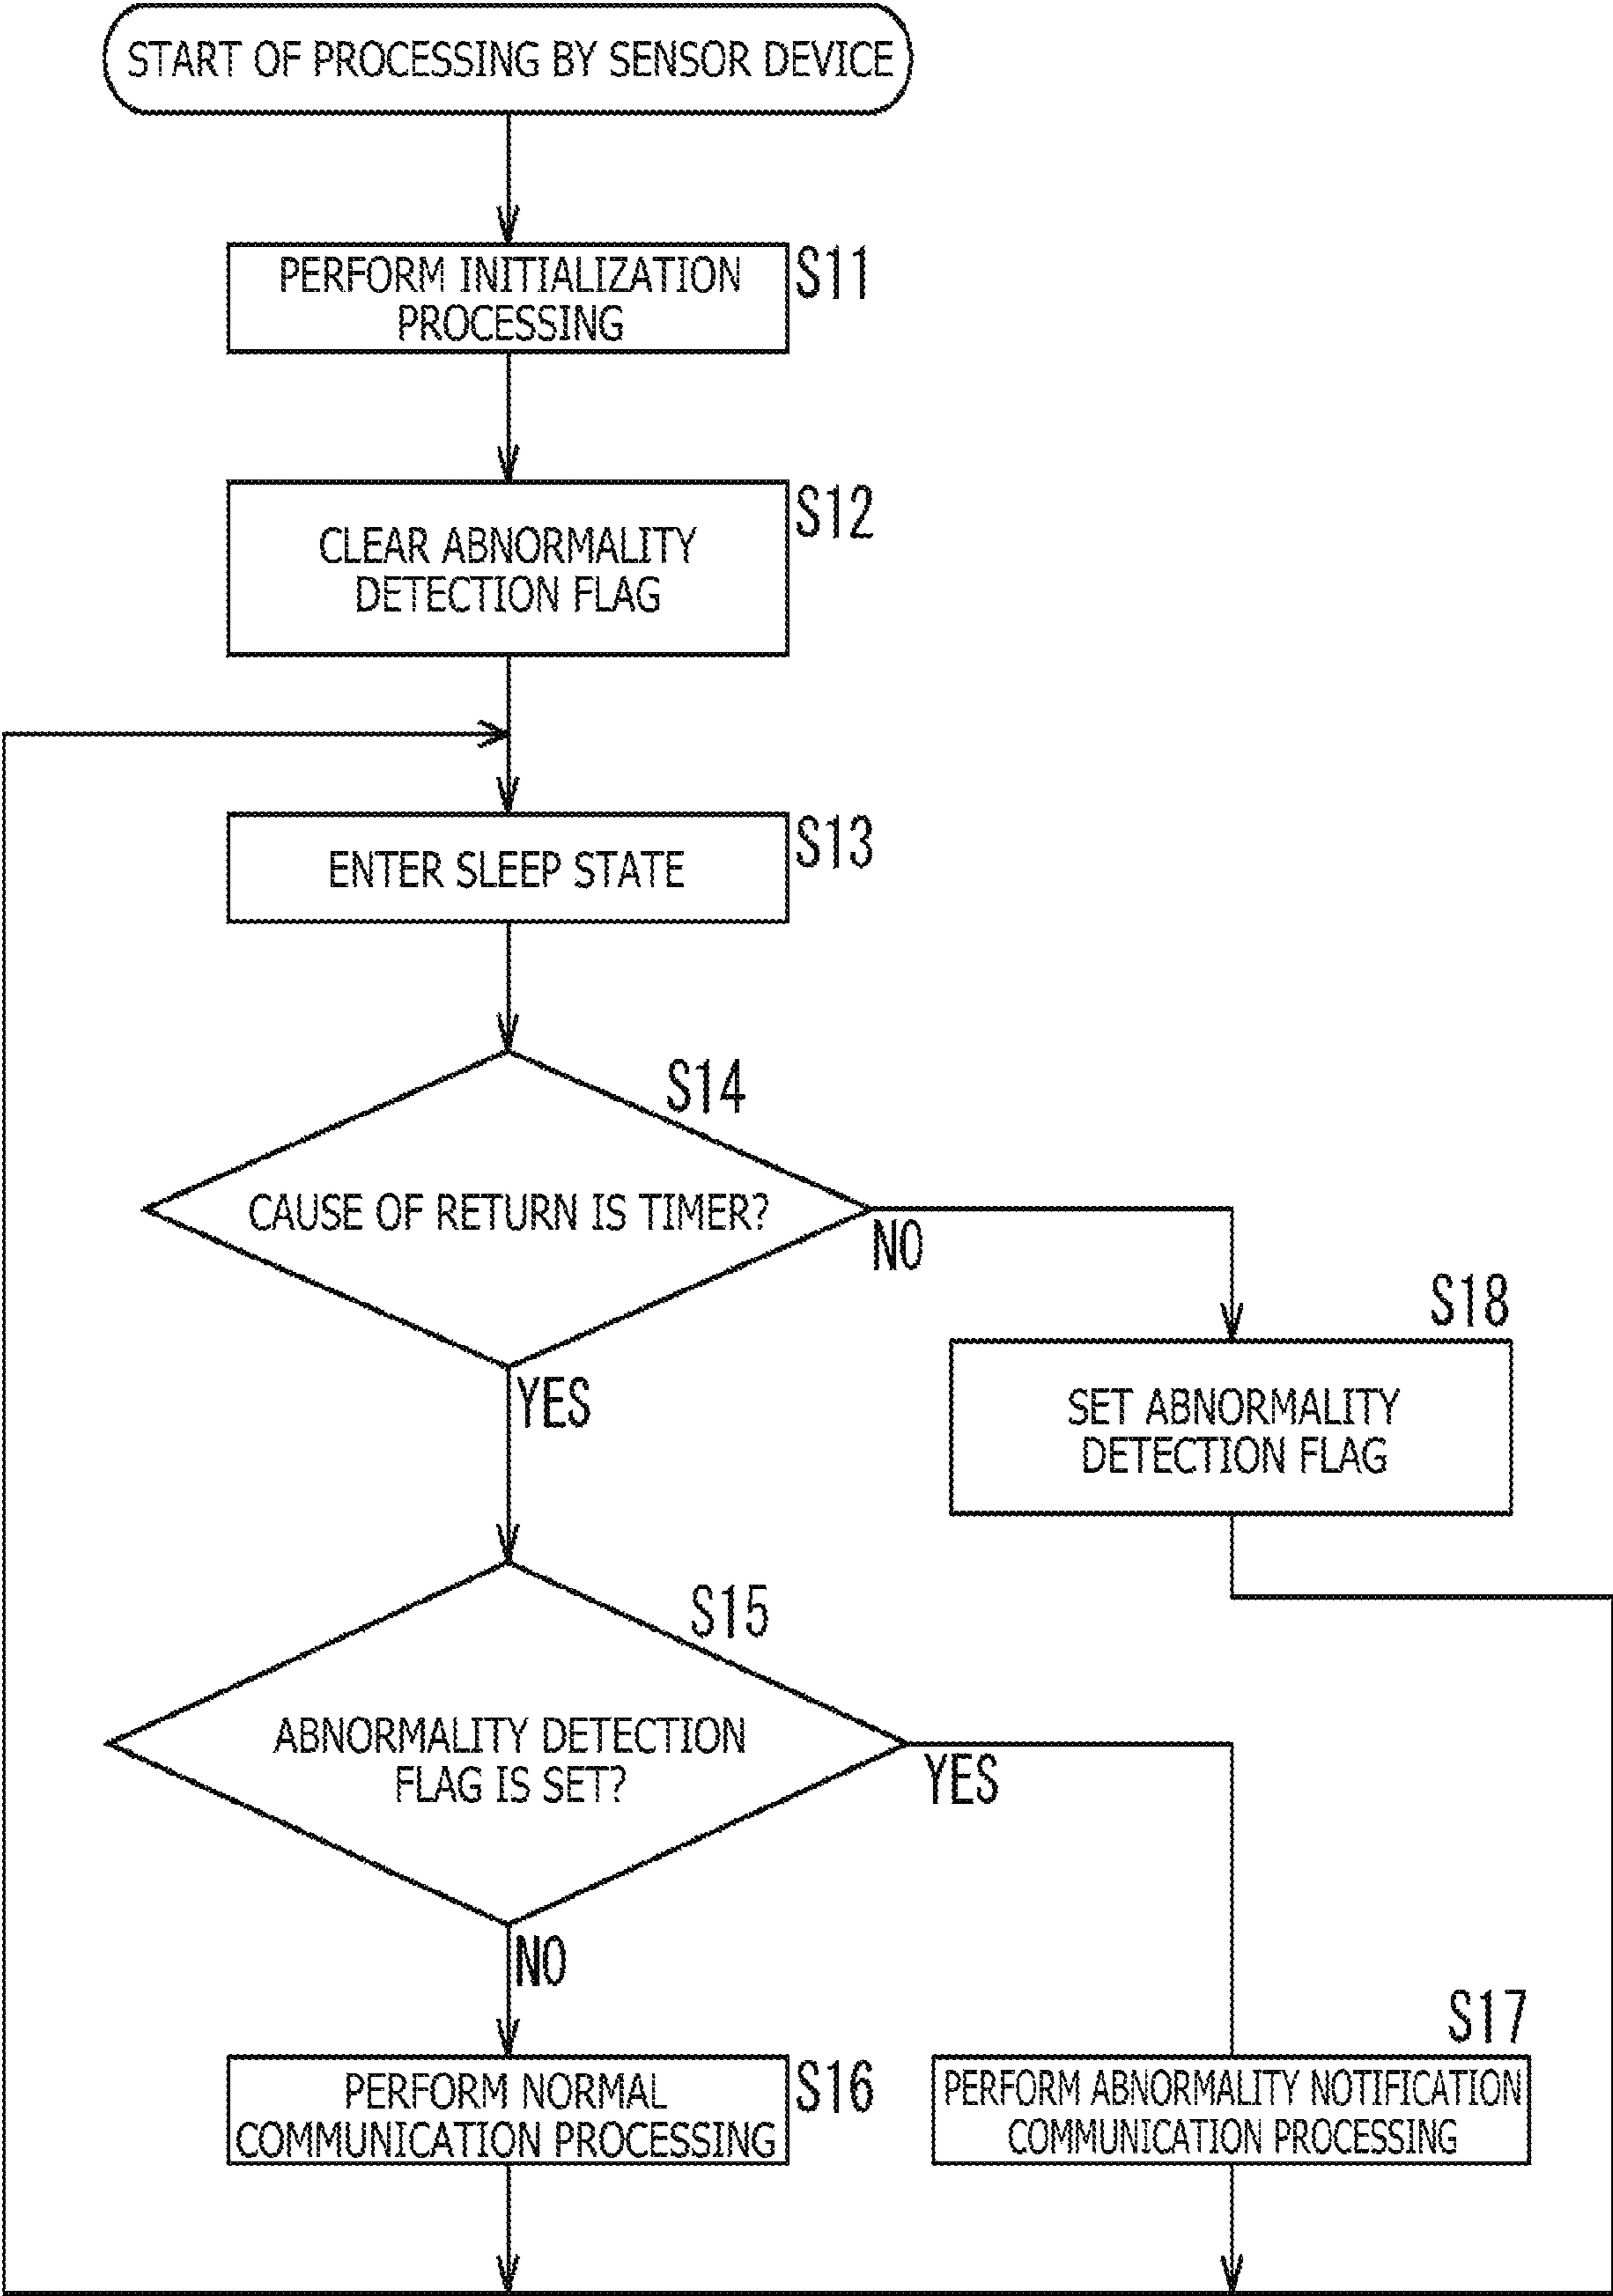 START OF PROCESSING BY SENSOR DEVICE
PERFORM INITIALIZATION
PROCESSING
S11
CLEAR ABNORMALITY
DETECTION FLAG
S12
ENTER SLEEP STATE
S13
S14
CAUSE OF RETURN IS TIMER?
NO
YES
S18
SET ABNORMALITY
DETECTION FLAG
S15
ABNORMALITY DETECTION
FLAG IS SET?
YES
NO
S16
PERFORM NORMAL
COMMUNICATION PROCESSING
S17
PERFORM ABNORMALITY NOTIFICATION
COMMUNICATION PROCESSING